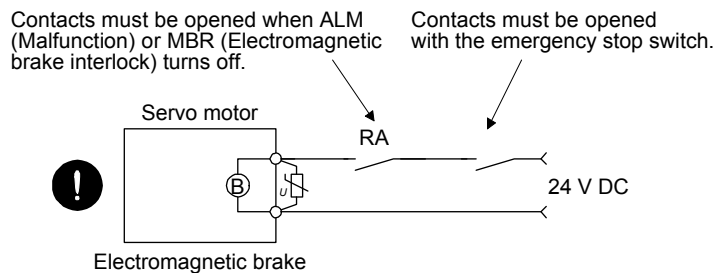 Contacts must be opened when ALM
(Malfunction) or MBR (Electromagnetic
brake interlock) turns off.
Contacts must be opened
with the emergency stop switch.
Servo motor
RA
B
U
24 V DC
Electromagnetic brake